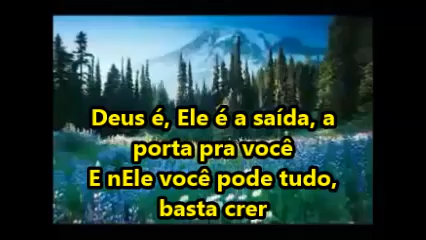 Deus é, Ele é a saída, a
porta pra você
E nEle você pode tudo,
basta crer